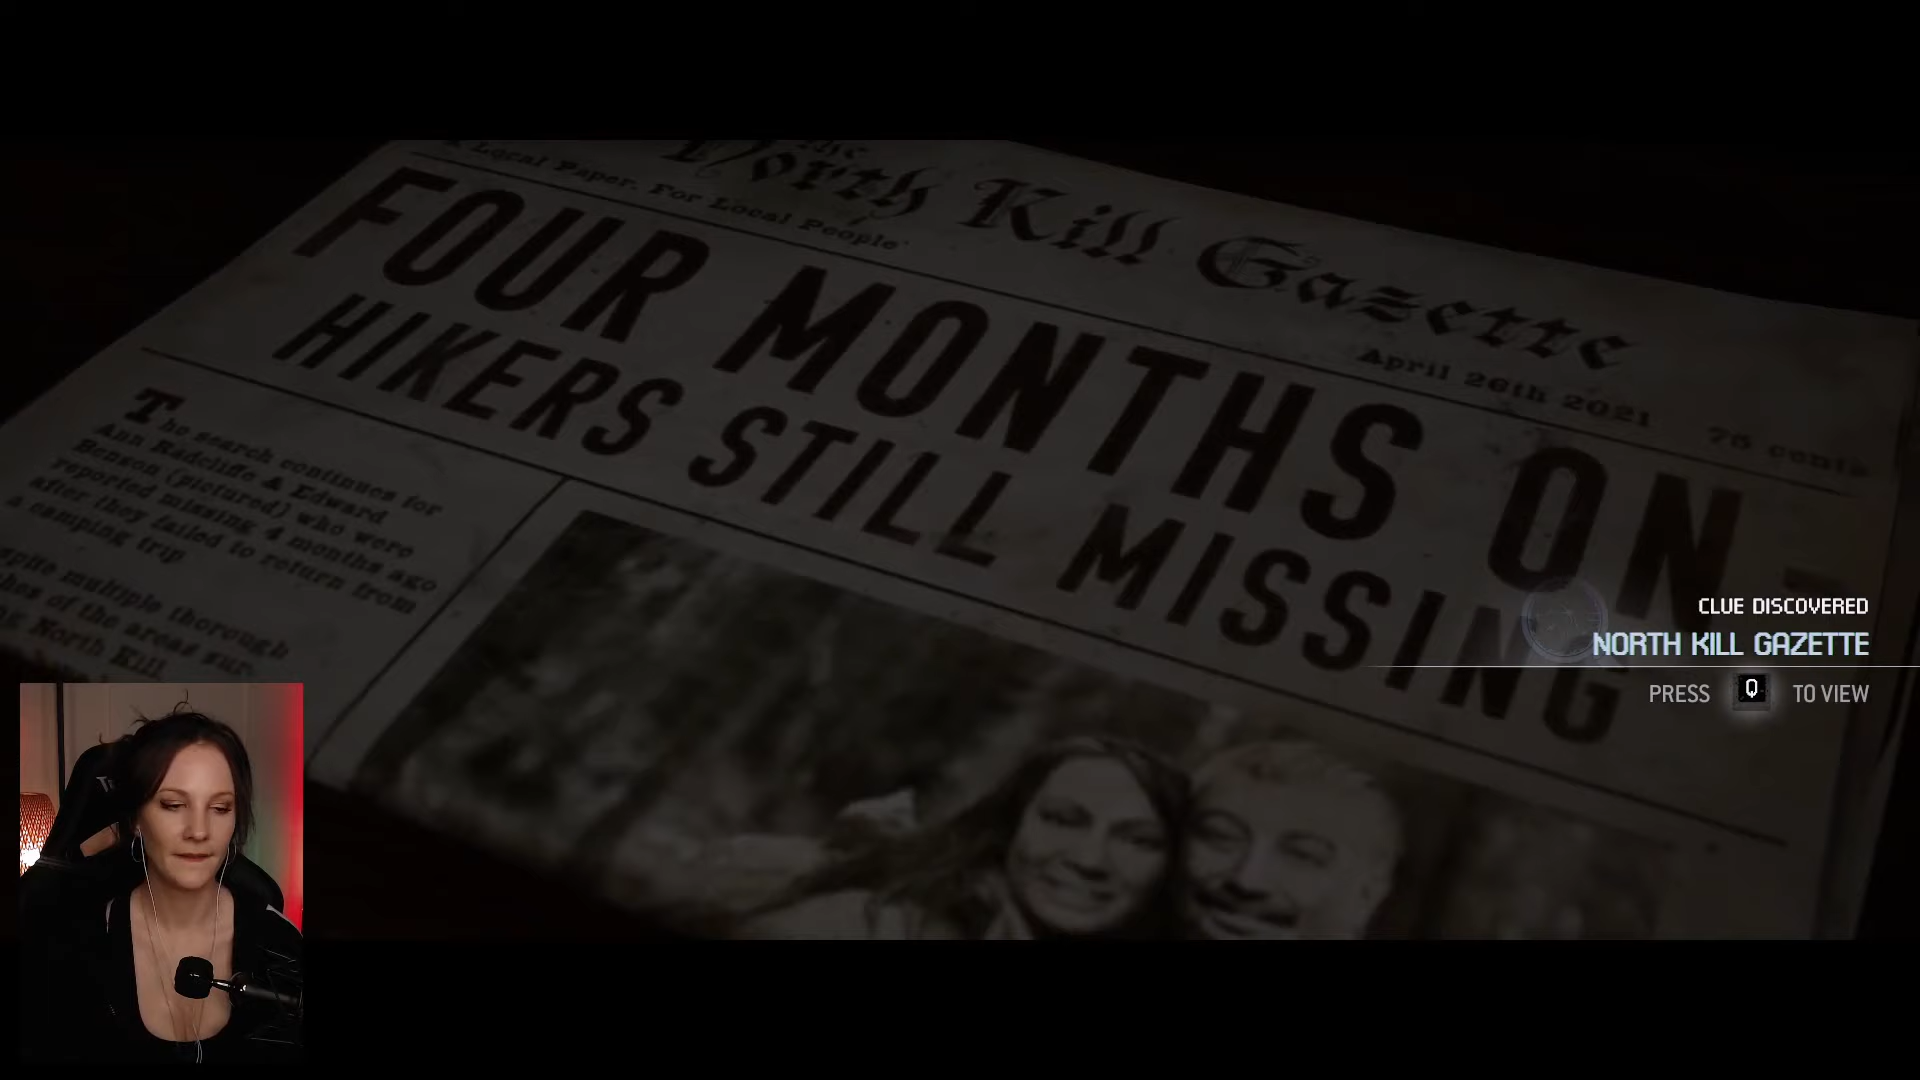 The
North Kill Gazette
Local Paper, For Local People
April 26th 2021
75 cents
FOUR MONTHS ON -
HIKERS STILL MISSING
The search continues for
Ann Radcliffe & Edward
Benson (pictured) who were
reported missing 4 months ago
after they failed to return from
a camping trip
spite multiple thorough
ches of the areas sur-
ng North Kill.
CLUE DISCOVERED
NORTH KILL GAZETTE
PRESS Q TO VIEW